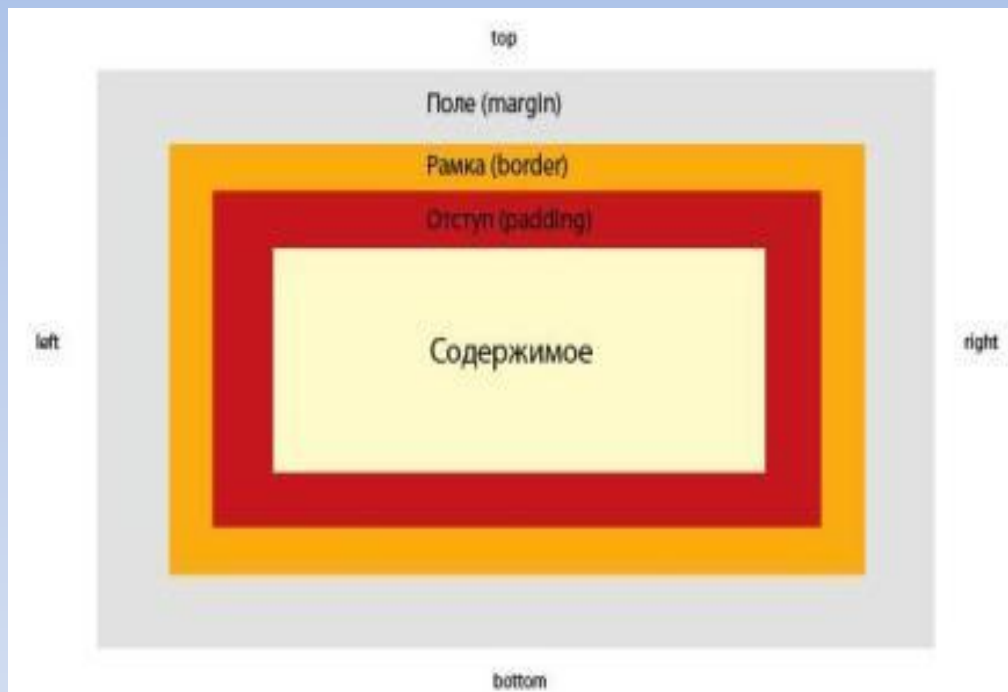 top
Поле (margin)
Рамка (border)
Отступ (padding)
left
Содержимое
right
bottom